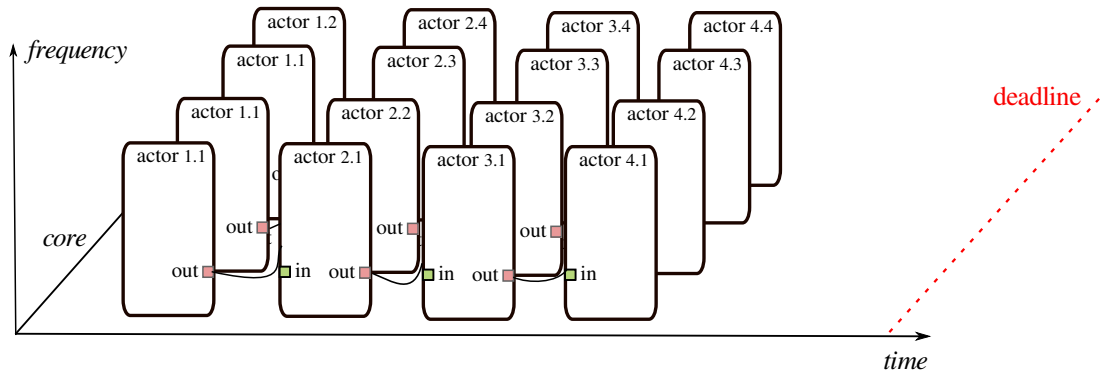 actor 1.2
actor 2.4
actor 3.4
actor 4.4
frequency
actor 1.1
actor 2.3
actor 3.3
actor 4.3
deadline
actor 1.1
actor 2.2
actor 3.2
actor 4.2
actor 1.1
actor 2.1
actor 3.1
actor 4.1
core
out
out
out
out
in
out
in
out
in
time